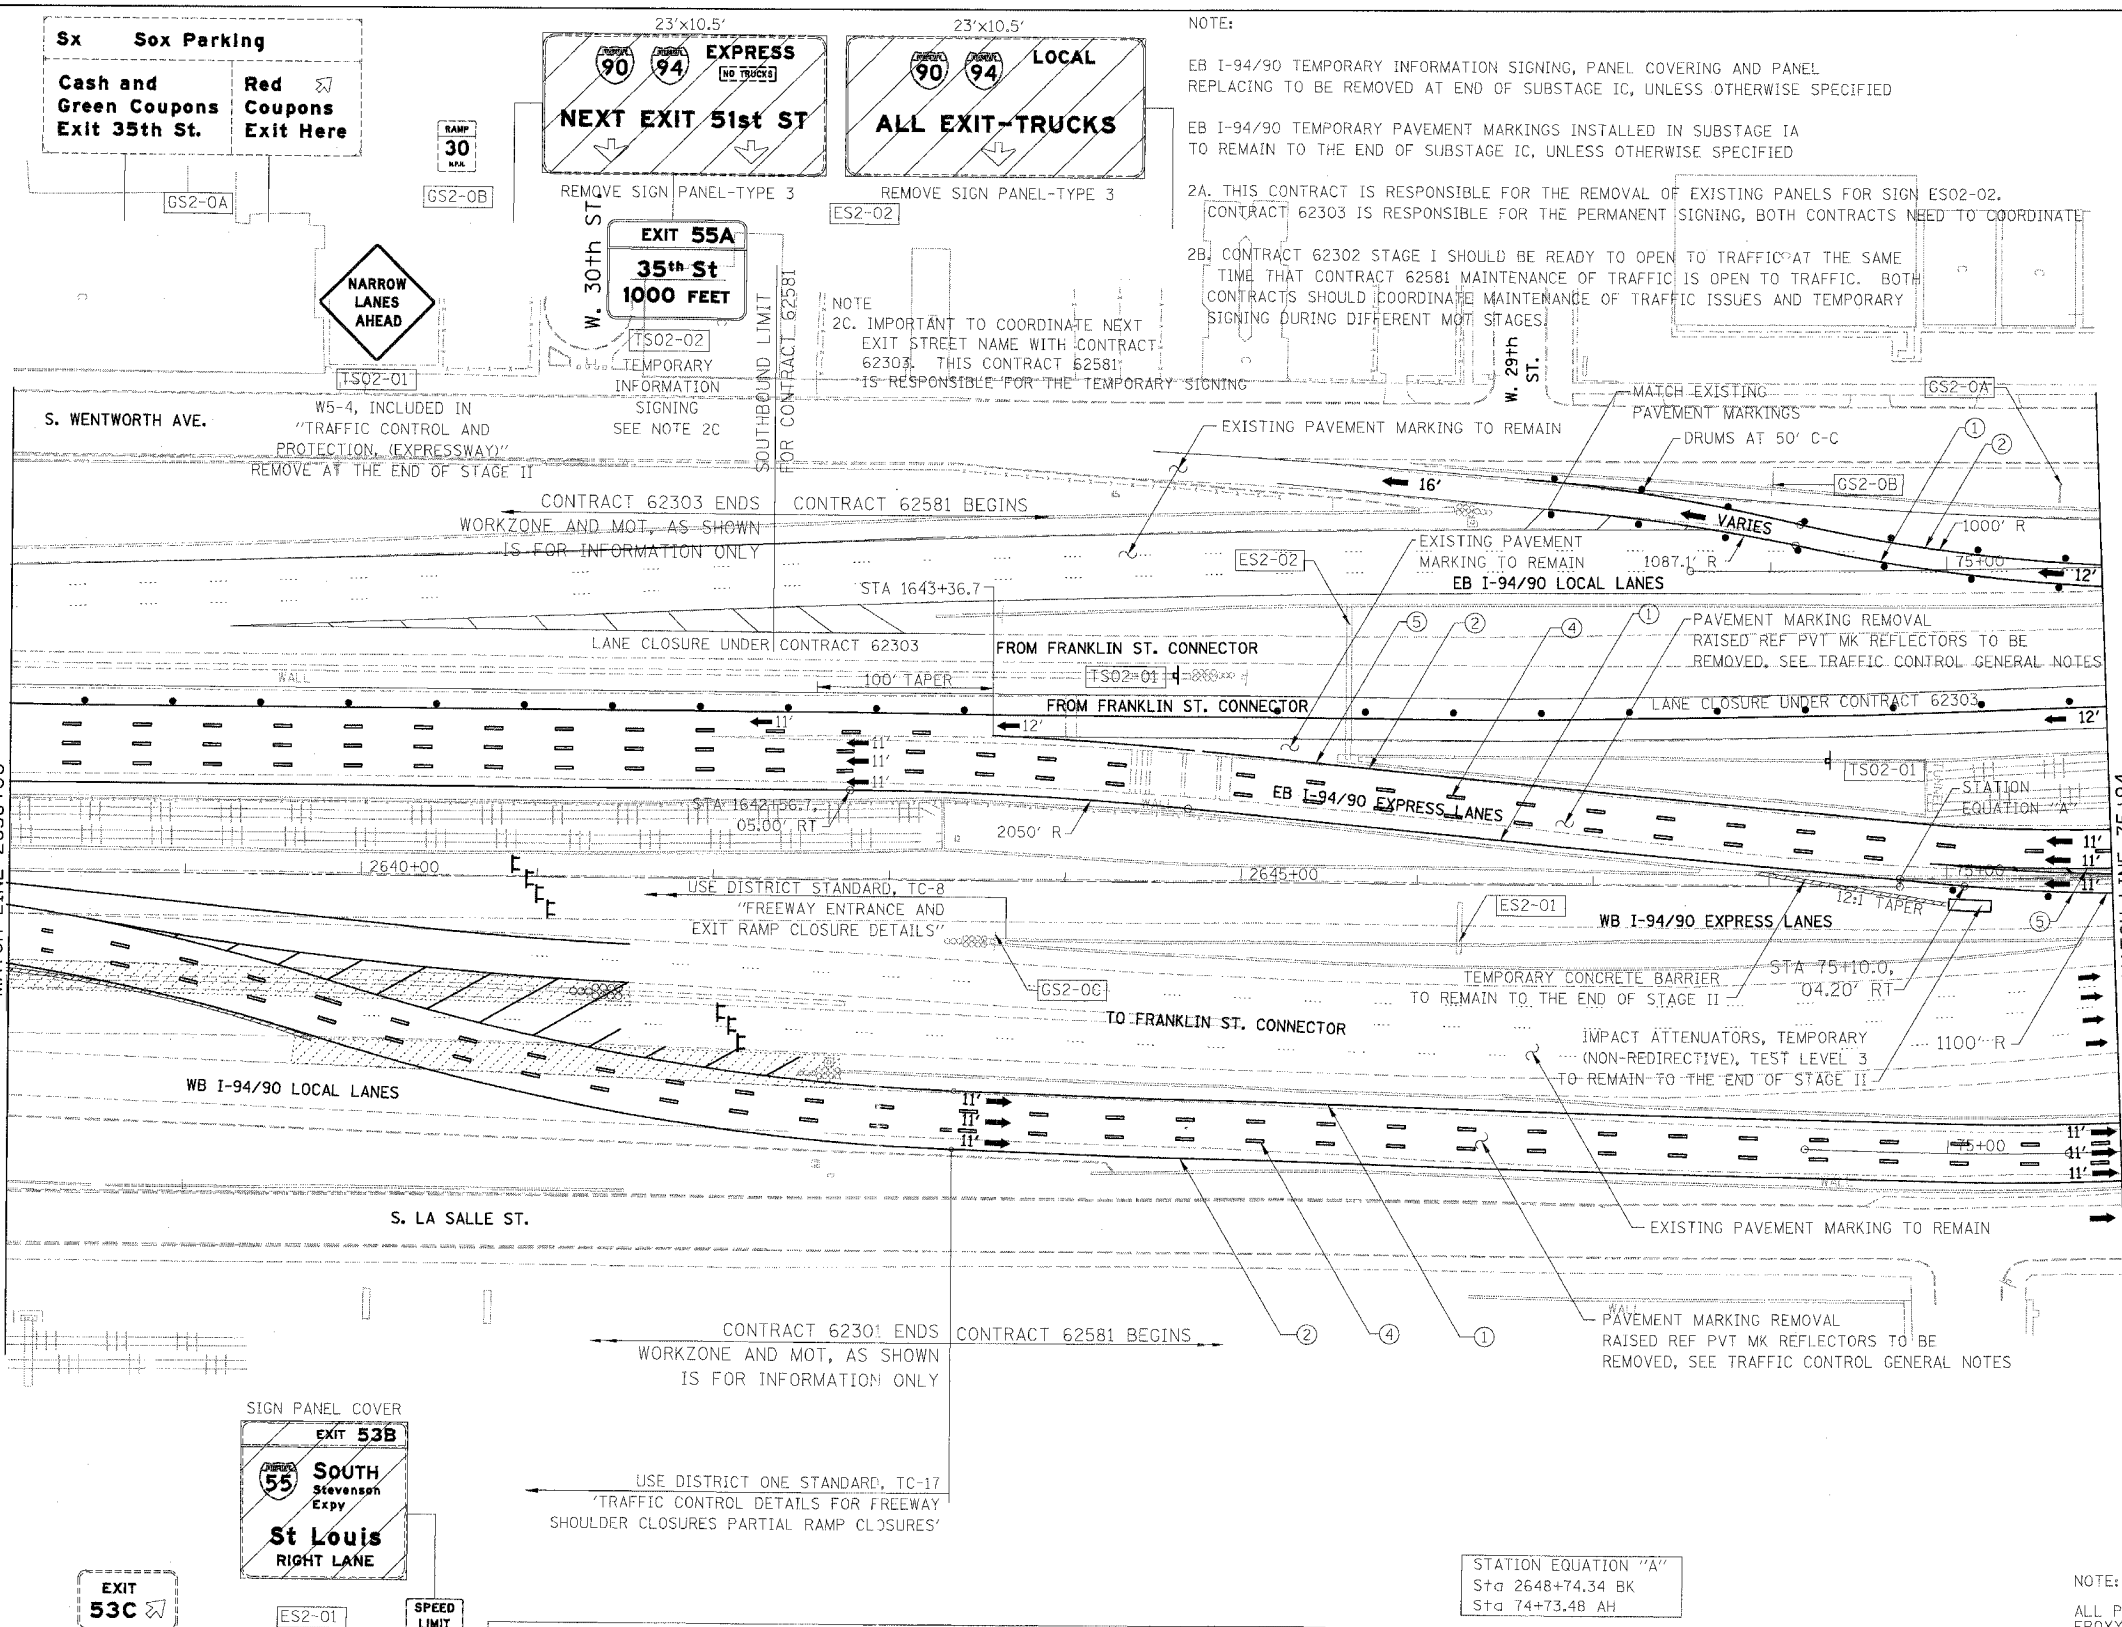 Sx Sox Parking
Cash and
Green Coupons
Exit 35th St.
Red
Coupons
Exit Here
GS2-0A
RAMP
30
M.P.H.
GS2-0B
23'x10.5'
90 94 EXPRESS
NO TRUCKS
NEXT EXIT 51st ST
REMOVE SIGN PANEL-TYPE 3
23'x10.5'
90 94 LOCAL
ALL EXIT-TRUCKS
REMOVE SIGN PANEL-TYPE 3
ES2-02
NOTE:
EB I-94/90 TEMPORARY INFORMATION SIGNING, PANEL COVERING AND PANEL
REPLACING TO BE REMOVED AT END OF SUBSTAGE IC, UNLESS OTHERWISE SPECIFIED
EB I-94/90 TEMPORARY PAVEMENT MARKINGS INSTALLED IN SUBSTAGE IA
TO REMAIN TO THE END OF SUBSTAGE IC, UNLESS OTHERWISE SPECIFIED
2A. THIS CONTRACT IS RESPONSIBLE FOR THE REMOVAL OF EXISTING PANELS FOR SIGN ES02-02.
CONTRACT 62303 IS RESPONSIBLE FOR THE PERMANENT SIGNING, BOTH CONTRACTS NEED TO COORDINATE
2B. CONTRACT 62302 STAGE I SHOULD BE READY TO OPEN TO TRAFFIC AT THE SAME
TIME THAT CONTRACT 62581 MAINTENANCE OF TRAFFIC IS OPEN TO TRAFFIC. BOTH
CONTRACTS SHOULD COORDINATE MAINTENANCE OF TRAFFIC ISSUES AND TEMPORARY
SIGNING DURING DIFFERENT MOT STAGES.
NARROW
LANES
AHEAD
TS02-01
W5-4, INCLUDED IN
"TRAFFIC CONTROL AND
PROTECTION, (EXPRESSWAY)"
REMOVE AT THE END OF STAGE II
W. 30th ST.
EXIT 55A
35th St
1000 FEET
TS02-02
TEMPORARY
INFORMATION
SIGNING
SEE NOTE 2C
SOUTHBOUND LIMIT
FOR CONTRACT 62581
NOTE
2C. IMPORTANT TO COORDINATE NEXT
EXIT STREET NAME WITH CONTRACT
62303. THIS CONTRACT 62581
IS RESPONSIBLE FOR THE TEMPORARY SIGNING
W. 29th
ST.
MATCH EXISTING
PAVEMENT MARKINGS
GS2-0A
S. WENTWORTH AVE.
EXISTING PAVEMENT MARKING TO REMAIN
DRUMS AT 50' C-C
1
2
GS2-0B
16'
VARIES
1000' R
CONTRACT 62303 ENDS
CONTRACT 62581 BEGINS
WORKZONE AND MOT, AS SHOWN
IS FOR INFORMATION ONLY
EXISTING PAVEMENT
MARKING TO REMAIN
1087.1' R
75+00
12'
ES2-02
EB I-94/90 LOCAL LANES
STA 1643+36.7
5
2
4
1
PAVEMENT MARKING REMOVAL
RAISED REF PVT MK REFLECTORS TO BE
REMOVED, SEE TRAFFIC CONTROL GENERAL NOTES
LANE CLOSURE UNDER CONTRACT 62303
FROM FRANKLIN ST. CONNECTOR
WALL
100' TAPER
TS02-01
FROM FRANKLIN ST. CONNECTOR
LANE CLOSURE UNDER CONTRACT 62303
11'
12'
12'
11'
11'
11'
TS02-01
STATION
EQUATION "A"
STA 1642+56.7,
05.00' RT
WALL
2050' R
EB I-94/90 EXPRESS LANES
11'
11'
11'
75+00
2640+00
2645+00
USE DISTRICT STANDARD, TC-8
"FREEWAY ENTRANCE AND
EXIT RAMP CLOSURE DETAILS"
ES2-01
12:1 TAPER
WB I-94/90 EXPRESS LANES
5
GS2-0C
TEMPORARY CONCRETE BARRIER
TO REMAIN TO THE END OF STAGE II
STA 75+10.0,
04.20' RT
TO FRANKLIN ST. CONNECTOR
IMPACT ATTENUATORS, TEMPORARY
(NON-REDIRECTIVE), TEST LEVEL 3
TO REMAIN TO THE END OF STAGE II
1100' R
WB I-94/90 LOCAL LANES
11'
11'
11'
75+00
11'
11'
11'
WALL
S. LA SALLE ST.
EXISTING PAVEMENT MARKING TO REMAIN
CONTRACT 62301 ENDS
CONTRACT 62581 BEGINS
WORKZONE AND MOT, AS SHOWN
IS FOR INFORMATION ONLY
2
4
1
WALL
PAVEMENT MARKING REMOVAL
RAISED REF PVT MK REFLECTORS TO BE
REMOVED, SEE TRAFFIC CONTROL GENERAL NOTES
SIGN PANEL COVER
EXIT 53B
55 SOUTH
Stevenson
Expy
St Louis
RIGHT LANE
USE DISTRICT ONE STANDARD, TC-17
'TRAFFIC CONTROL DETAILS FOR FREEWAY
SHOULDER CLOSURES PARTIAL RAMP CLOSURES'
EXIT
53C
ES2-01
SPEED
LIMIT
STATION EQUATION "A"
Sta 2648+74.34 BK
Sta 74+73.48 AH
NOTE:
ALL P